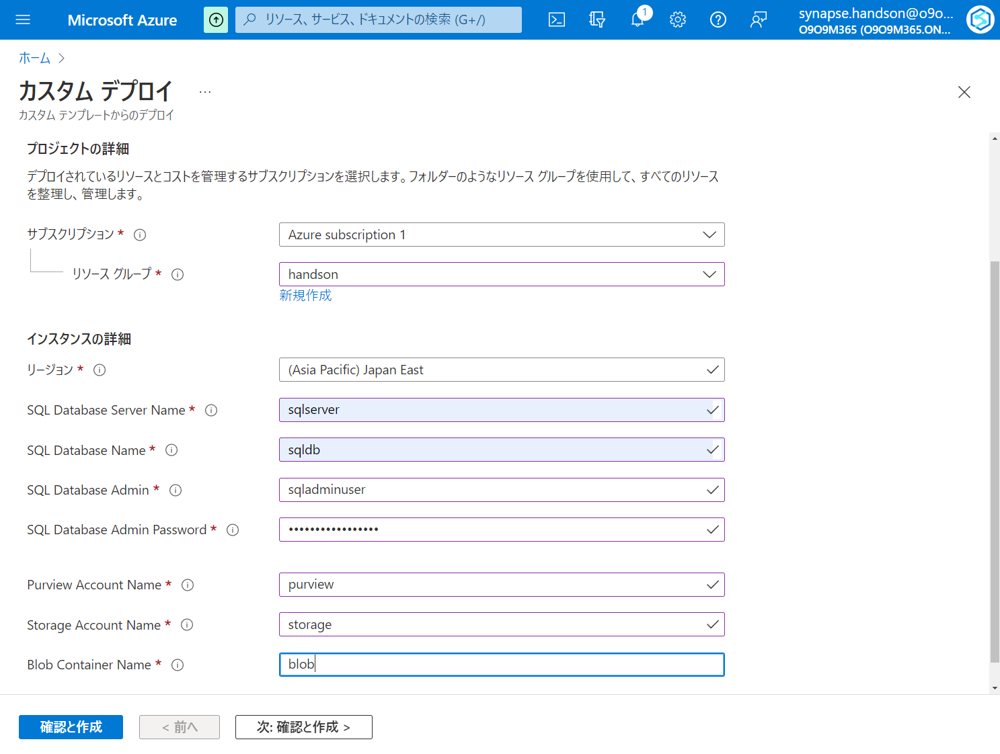 Microsoft Azure
リソース、サービス、ドキュメントの検索 (G+/)
1
synapse.handson@o9o...
O9O9M365 (O9O9M365.ON...
ホーム >
カスタム デプロイ ...
カスタム テンプレートからのデプロイ
プロジェクトの詳細
デプロイされているリソースとコストを管理するサブスクリプションを選択します。フォルダーのようなリソース グループを使用して、すべてのリソース
を整理し、管理します。
サブスクリプション *
Azure subscription 1
リソース グループ *
handson
新規作成
インスタンスの詳細
リージョン *
(Asia Pacific) Japan East
SQL Database Server Name *
sqlserver
SQL Database Name *
sqldb
SQL Database Admin *
sqladminuser
SQL Database Admin Password *
•••••••••••••••••
Purview Account Name *
purview
Storage Account Name *
storage
Blob Container Name *
blob
確認と作成
< 前へ
次: 確認と作成 >